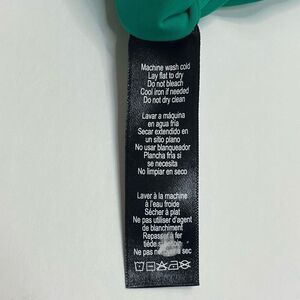 Machine wash cold
Lay flat to dry
Do not bleach
Cool iron if needed
Do not dry clean
Lavar a máquina
en agua fría
Secar extendido en
un sitio plano
No usar blanqueador
Plancha fría si
se necesita
No limpiar en seco
Laver à la machine
à l'eau froide
Sécher à plat
Ne pas utiliser d'agent
de blanchiment
Repasser à fer
tiède si besoin
Ne pas à sec